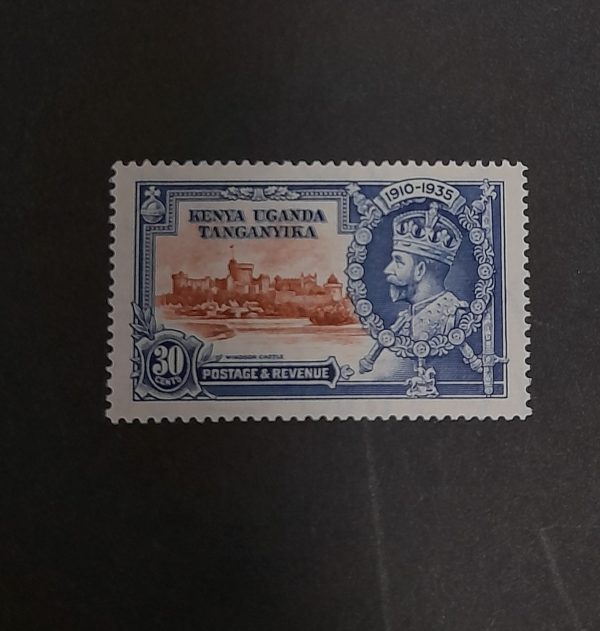 1910-1935
KENYA UGANDA
TANGANYIKA
WINDSOR CASTLE
30
CENTS
POSTAGE & REVENUE